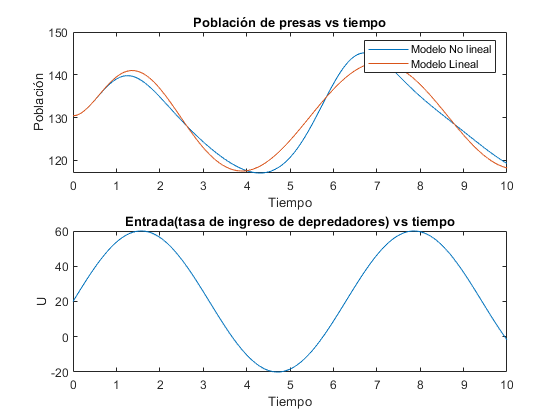 Población de presas vs tiempo
150
140
130
120
Población
Modelo No lineal
Modelo Lineal
0 1 2 3 4 5 6 7 8 9 10
Tiempo
Entrada(tasa de ingreso de depredadores) vs tiempo
60
40
20
0
-20
U
0 1 2 3 4 5 6 7 8 9 10
Tiempo